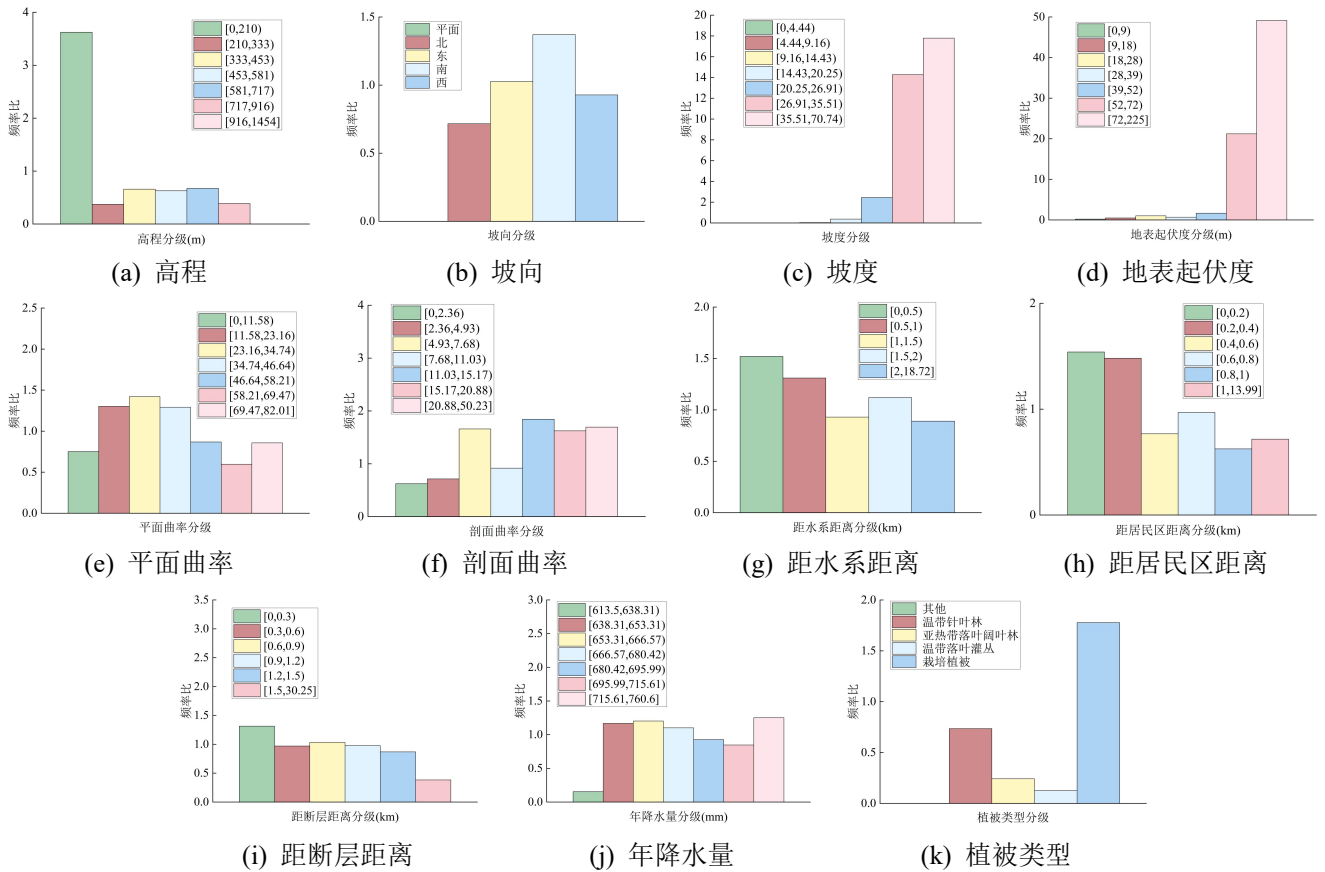 4
3
2
1
0
频率比
[0,210)
[210,333)
[333,453)
[453,581)
[581,717)
[717,916)
[916,1454]
高程分级(m)
(a) 高程
1.5
1.0
0.5
0.0
频率比
平面
北
东
南
西
坡向分级
(b) 坡向
20
18
16
14
12
10
8
6
4
2
0
频率比
[0,4.44)
[4.44,9.16)
[9.16,14.43)
[14.43,20.25)
[20.25,26.91)
[26.91,35.51)
[35.51,70.74)
坡度分级
(c) 坡度
50
40
30
20
10
0
频率比
[0,9)
[9,18)
[18,28)
[28,39)
[39,52)
[52,72)
[72,225]
地表起伏度分级(m)
(d) 地表起伏度
2.5
2.0
1.5
1.0
0.5
0.0
频率比
[0,11.58)
[11.58,23.16)
[23.16,34.74)
[34.74,46.64)
[46.64,58.21)
[58.21,69.47)
[69.47,82.01]
平面曲率分级
(e) 平面曲率
4
3
2
1
0
频率比
[0,2.36)
[2.36,4.93)
[4.93,7.68)
[7.68,11.03)
[11.03,15.17)
[15.17,20.88)
[20.88,50.23]
剖面曲率分级
(f) 剖面曲率
2.0
1.5
1.0
0.5
0.0
频率比
[0,0.5)
[0.5,1)
[1,1.5)
[1.5,2)
[2,18.72]
距水系距离分级(km)
(g) 距水系距离
2
1
0
频率比
[0,0.2)
[0.2,0.4)
[0.4,0.6)
[0.6,0.8)
[0.8,1)
[1,13.99]
距居民区距离分级(km)
(h) 距居民区距离
3.5
3.0
2.5
2.0
1.5
1.0
0.5
0.0
频率比
[0,0.3)
[0.3,0.6)
[0.6,0.9)
[0.9,1.2)
[1.2,1.5)
[1.5,30.25]
距断层距离分级(km)
(i) 距断层距离
3.0
2.5
2.0
1.5
1.0
0.5
0.0
频率比
[613.5,638.31)
[638.31,653.31)
[653.31,666.57)
[666.57,680.42)
[680.42,695.99)
[695.99,715.61)
[715.61,760.6]
年降水量分级(mm)
(j) 年降水量
2.0
1.5
1.0
0.5
0.0
频率比
其他
温带针叶林
亚热带落叶阔叶林
温带落叶灌丛
栽培植被
植被类型分级
(k) 植被类型